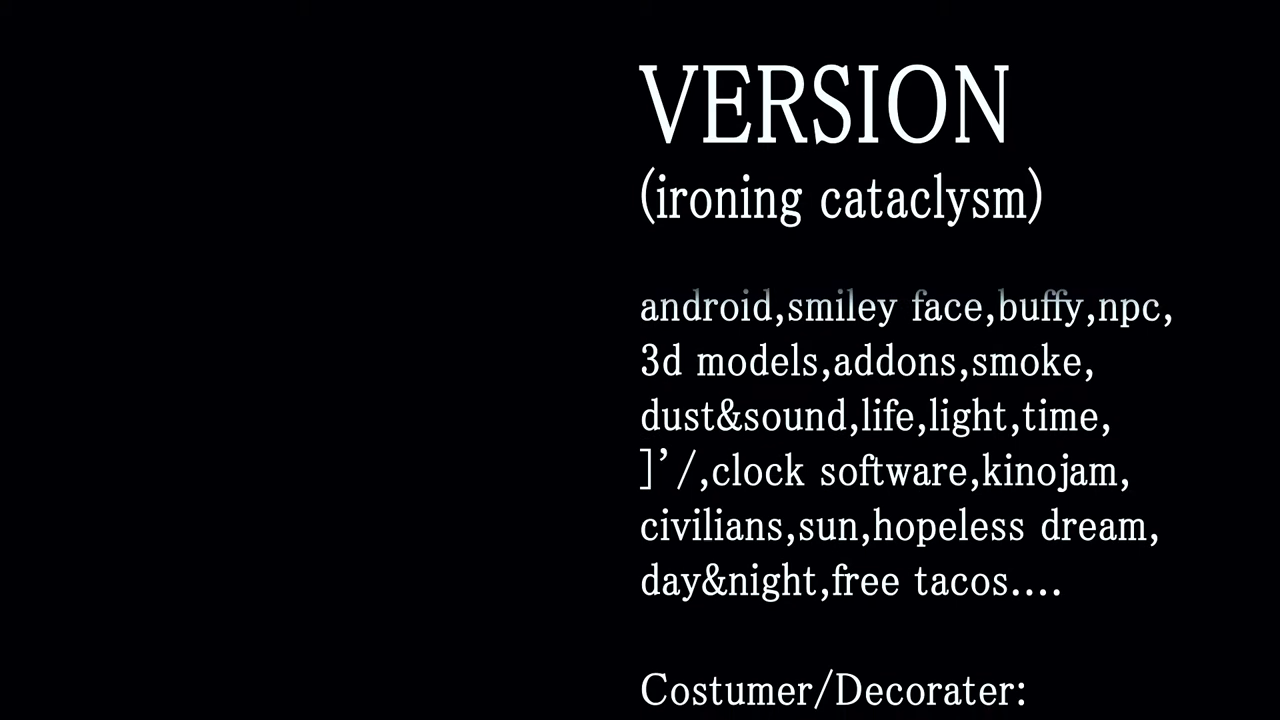 VERSION
(ironing cataclysm)
android,smiley face,buffy,npc,
3d models,addons,smoke,
dust&sound,life,light,time,
]’/,clock software,kinojam,
civilians,sun,hopeless dream,
day&night,free tacos....
Costumer/Decorater: